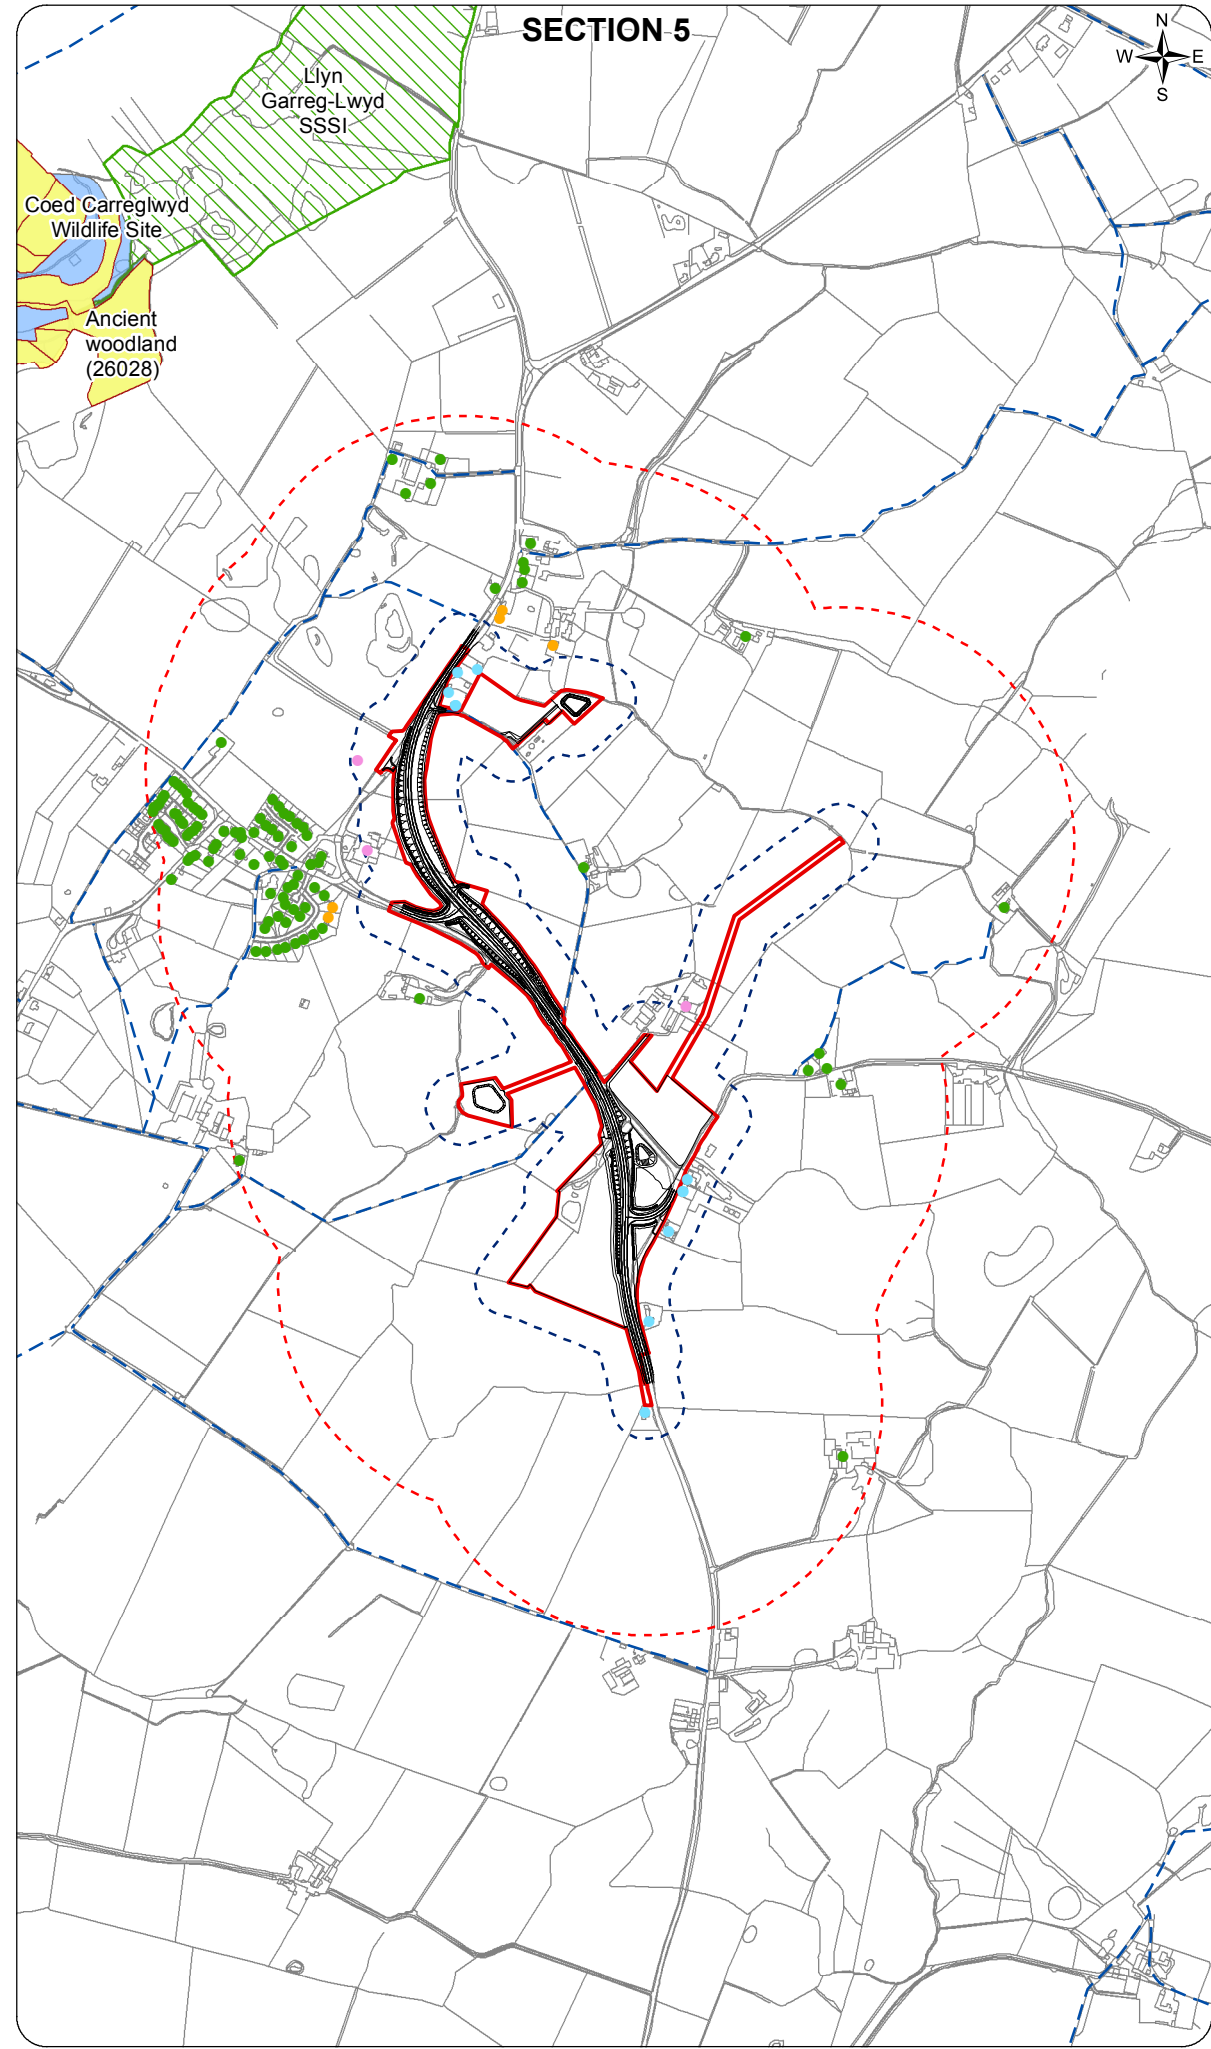 SECTION 5
N
W E
S
Llyn
Garreg-Lwyd
SSSI
Coed Carreglwyd
Wildlife Site
Ancient
woodland
(26028)